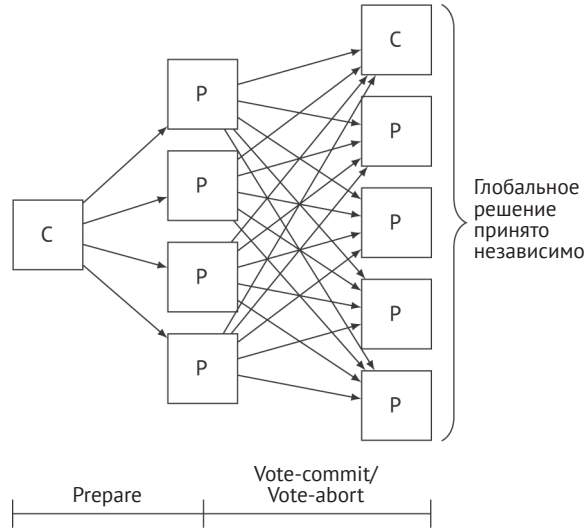 C
P
P
P
P
C
P
P
P
P
Глобальное
решение
принято
независимо
Prepare
Vote-commit/
Vote-abort